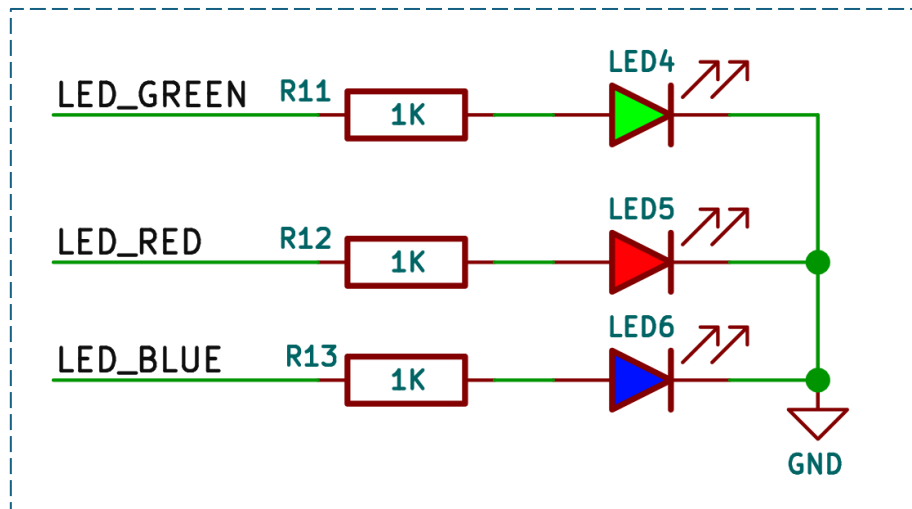 LED_GREEN R11 1K LED4
LED_RED R12 1K LED5
LED_BLUE R13 1K LED6
GND